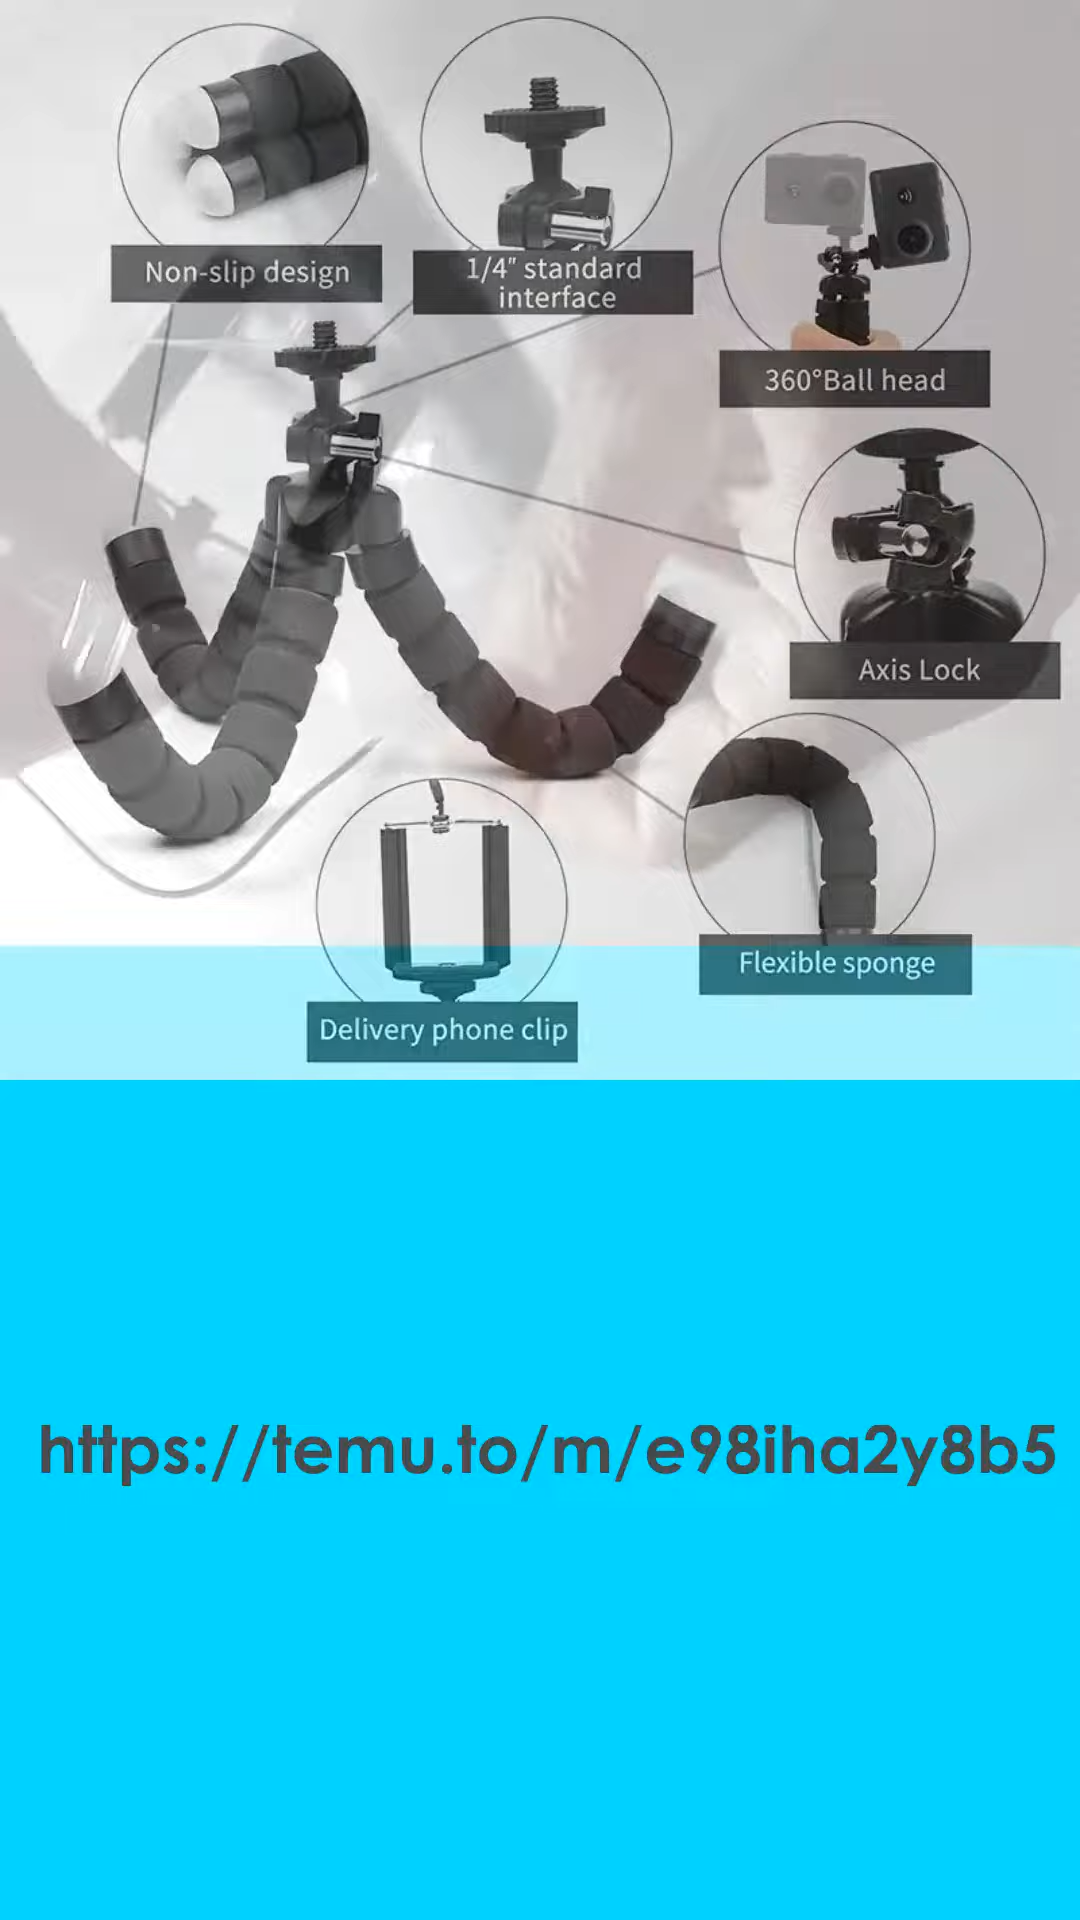 Non-slip design
1/4″ standard
interface
360°Ball head
Axis Lock
Flexible sponge
Delivery phone clip
https://temu.to/m/e98iha2y8b5